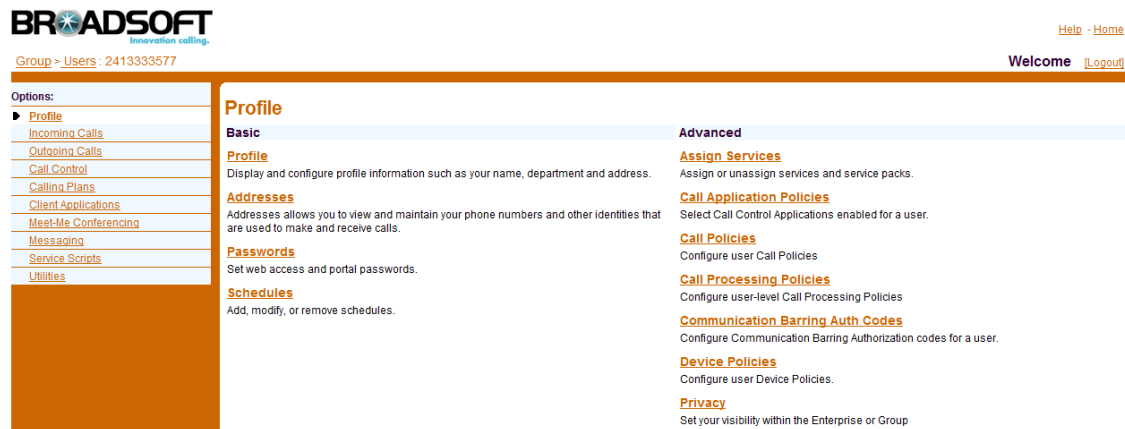 BROADSOFT
Innovation calling.
Help - Home
Group > Users : 2413333577
Welcome [Logout]
Options:
Profile
Incoming Calls
Outgoing Calls
Call Control
Calling Plans
Client Applications
Meet-Me Conferencing
Messaging
Service Scripts
Utilities
Profile
Basic
Profile
Display and configure profile information such as your name, department and address.
Addresses
Addresses allows you to view and maintain your phone numbers and other identities that
are used to make and receive calls.
Passwords
Set web access and portal passwords.
Schedules
Add, modify, or remove schedules.
Advanced
Assign Services
Assign or unassign services and service packs.
Call Application Policies
Select Call Control Applications enabled for a user.
Call Policies
Configure user Call Policies
Call Processing Policies
Configure user-level Call Processing Policies
Communication Barring Auth Codes
Configure Communication Barring Authorization codes for a user.
Device Policies
Configure user Device Policies.
Privacy
Set your visibility within the Enterprise or Group